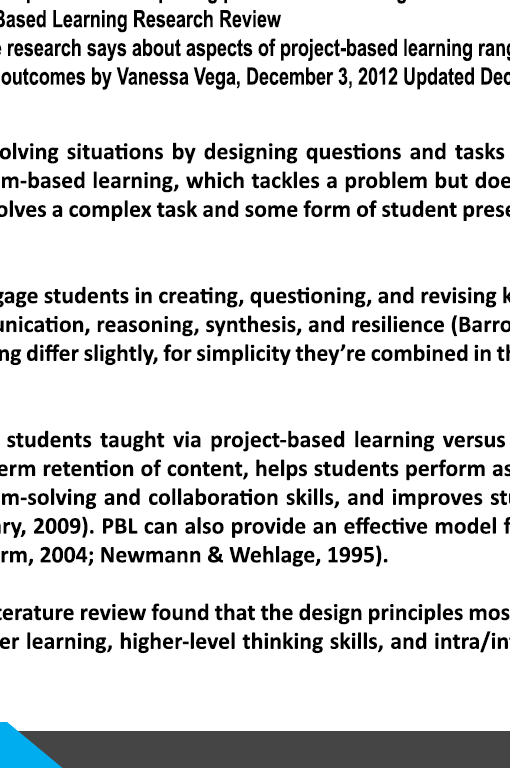 Based Learning Research Review
e research says about aspects of project-based learning rang
outcomes by Vanessa Vega, December 3, 2012 Updated Dec
olving situations by designing questions and tasks
m-based learning, which tackles a problem but doe
olves a complex task and some form of student prese
gage students in creating, questioning, and revising k
unication, reasoning, synthesis, and resilience (Barro
ng differ slightly, for simplicity they're combined in th
students taught via project-based learning versus
erm retention of content, helps students perform as
m-solving and collaboration skills, and improves stu
ary, 2009). PBL can also provide an effective model f
rm, 2004; Newmann & Wehlage, 1995).
terature review found that the design principles mos
er learning, higher-level thinking skills, and intra/int